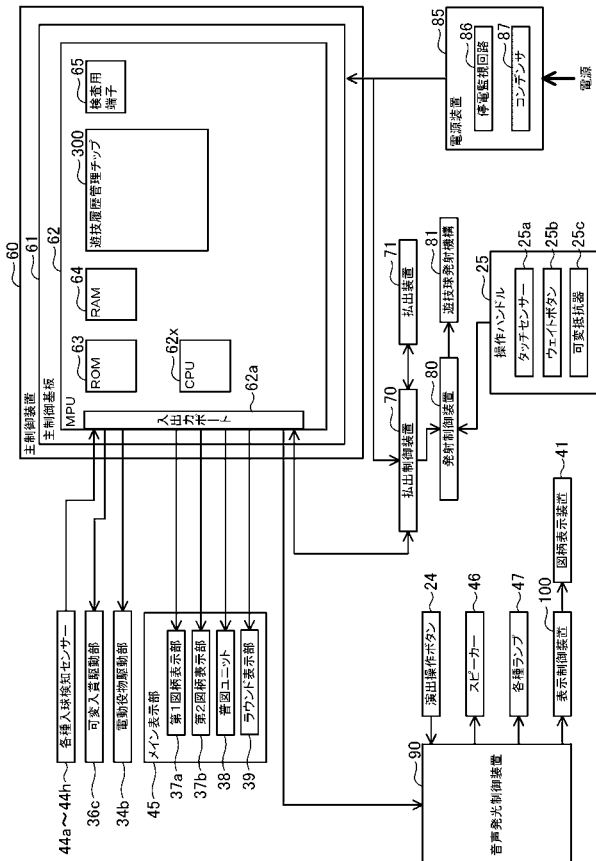 60
主制御装置
61
主制御基板
62
MPU
63
ROM
64
RAM
300
遊技履歴管理チップ
65
検査用
端子
62x
CPU
62a
入出力ポート
44a～44h
各種入球検知センサー
36c
可変入賞駆動部
34b
電動役物駆動部
45
メイン表示部
37a
第1図柄表示部
37b
第2図柄表示部
38
普図ユニット
39
ラウンド表示部
85
電源装置
86
停電監視回路
87
コンデンサ
電源
70
払出制御装置
71
払出装置
80
発射制御装置
81
遊技球発射機構
25
操作ハンドル
25a
タッチセンサー
25b
ウェイトボタン
25c
可変抵抗器
90
音声発光制御装置
24
演出操作ボタン
46
スピーカー
47
各種ランプ
100
表示制御装置
41
図柄表示装置